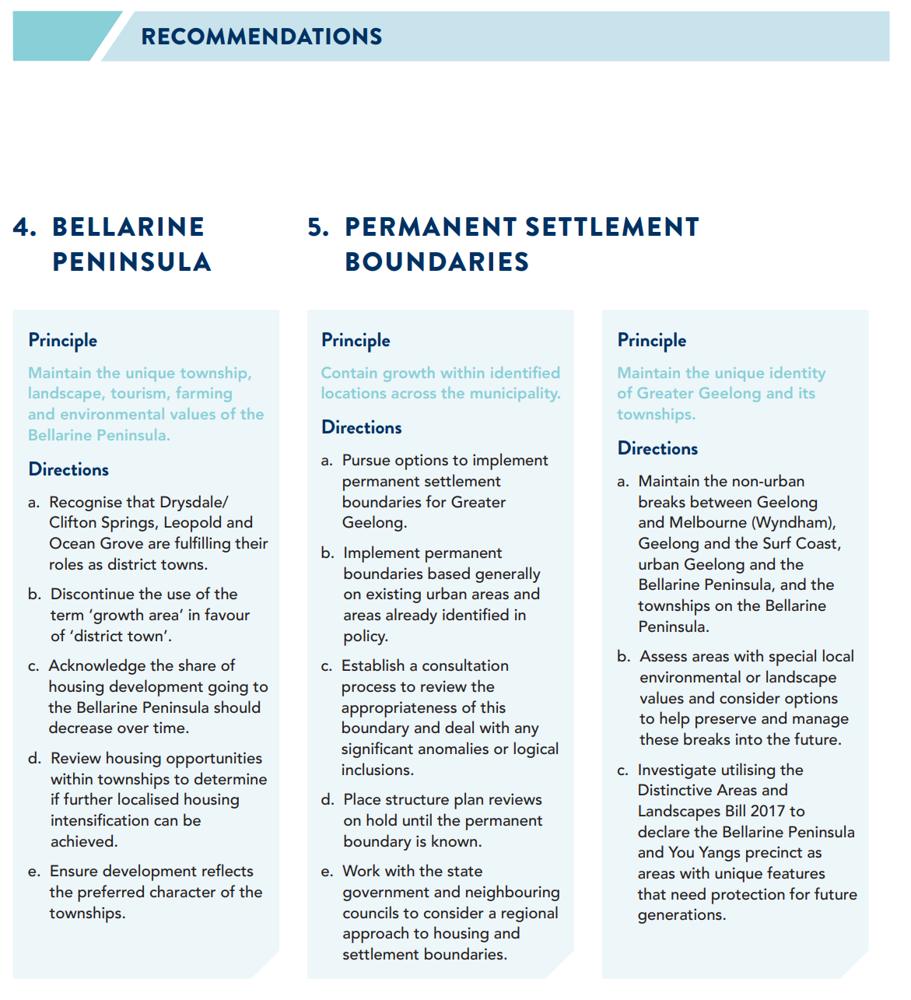 RECOMMENDATIONS
4. BELLARINE
PENINSULA
Principle
Maintain the unique township,
landscape, tourism, farming
and environmental values of the
Bellarine Peninsula.
Directions
a. Recognise that Drysdale/
Clifton Springs, Leopold and
Ocean Grove are fulfilling their
roles as district towns.
b. Discontinue the use of the
term ‘growth area’ in favour
of ‘district town’.
c. Acknowledge the share of
housing development going to
the Bellarine Peninsula should
decrease over time.
d. Review housing opportunities
within townships to determine
if further localised housing
intensification can be
achieved.
e. Ensure development reflects
the preferred character of the
townships.
5. PERMANENT SETTLEMENT
BOUNDARIES
Principle
Contain growth within identified
locations across the municipality.
Directions
a. Pursue options to implement
permanent settlement
boundaries for Greater
Geelong.
b. Implement permanent
boundaries based generally
on existing urban areas and
areas already identified in
policy.
c. Establish a consultation
process to review the
appropriateness of this
boundary and deal with any
significant anomalies or logical
inclusions.
d. Place structure plan reviews
on hold until the permanent
boundary is known.
e. Work with the state
government and neighbouring
councils to consider a regional
approach to housing and
settlement boundaries.
Principle
Maintain the unique identity
of Greater Geelong and its
townships.
Directions
a. Maintain the non-urban
breaks between Geelong
and Melbourne (Wyndham),
Geelong and the Surf Coast,
urban Geelong and the
Bellarine Peninsula, and the
townships on the Bellarine
Peninsula.
b. Assess areas with special local
environmental or landscape
values and consider options
to help preserve and manage
these breaks into the future.
c. Investigate utilising the
Distinctive Areas and
Landscapes Bill 2017 to
declare the Bellarine Peninsula
and You Yangs precinct as
areas with unique features
that need protection for future
generations.